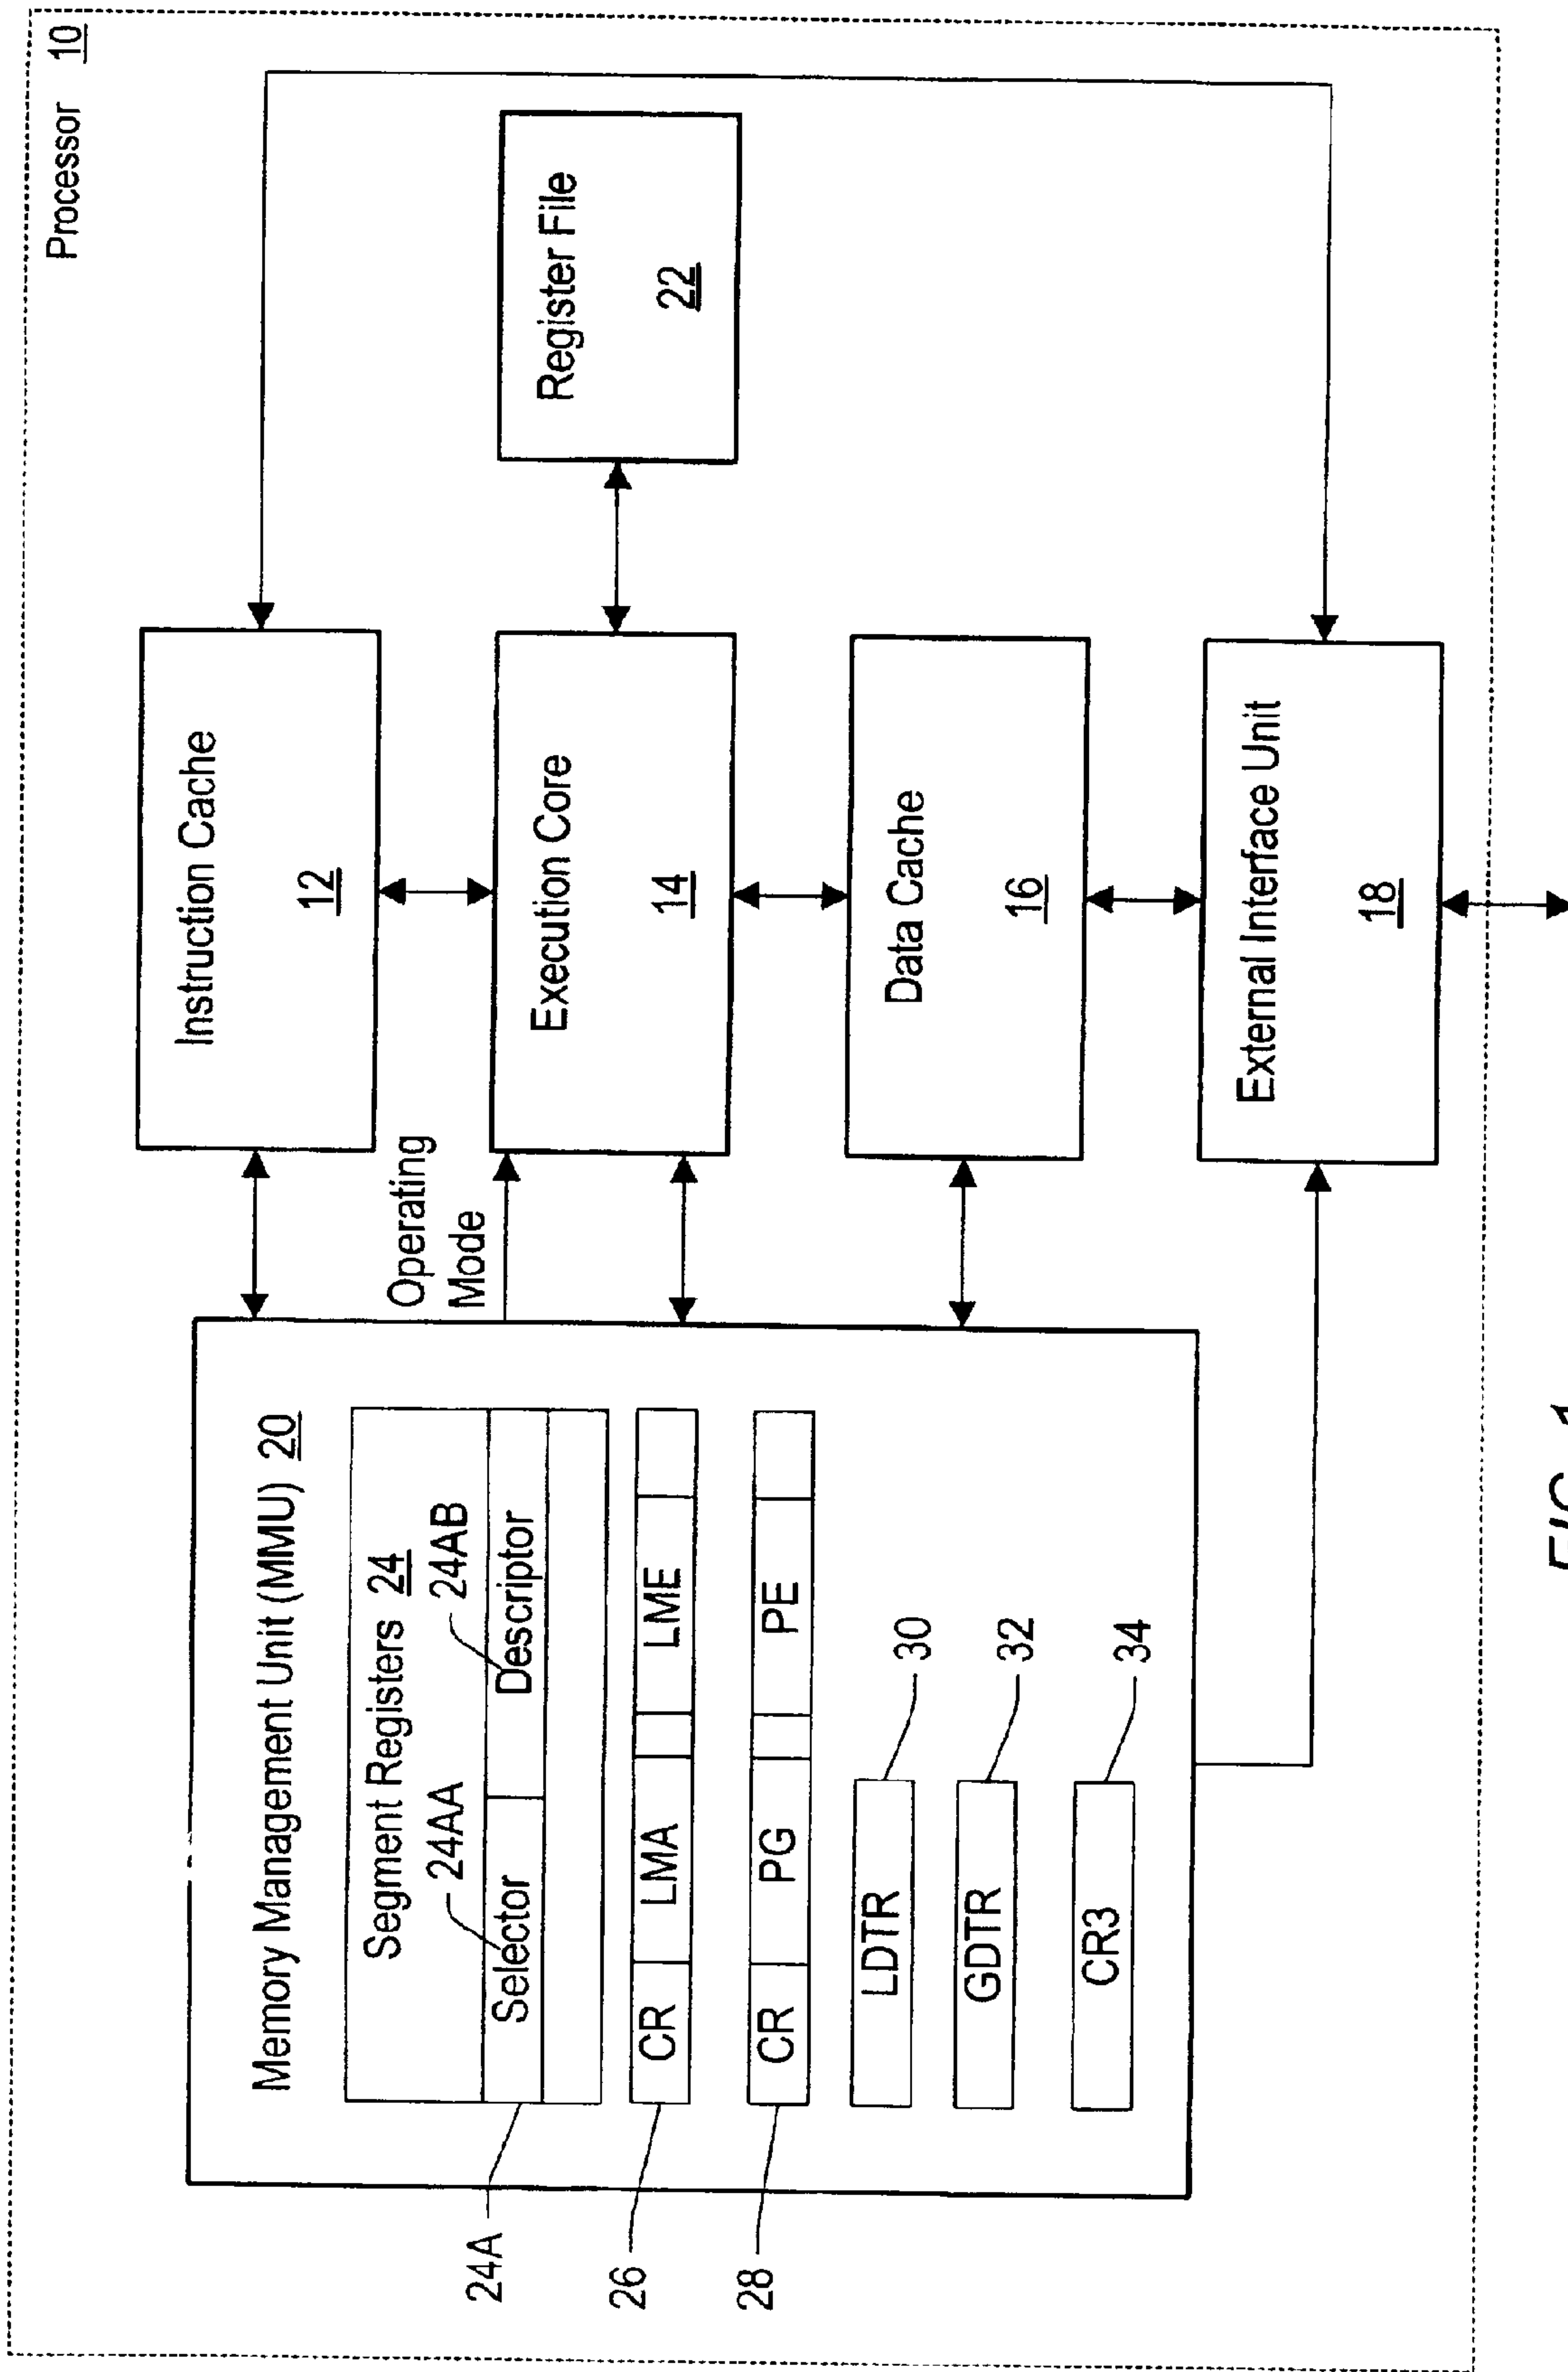 Processor 10
Instruction Cache
12
Execution Core
14
Register File
22
Data Cache
16
External Interface Unit
18
Operating
Mode
Memory Management Unit (MMU) 20
Segment Registers 24
24AA
24AB
Selector
Descriptor
24A
CR
LMA
LME
26
CR
PG
PE
28
LDTR
30
GDTR
32
CR3
34
FIG. 1